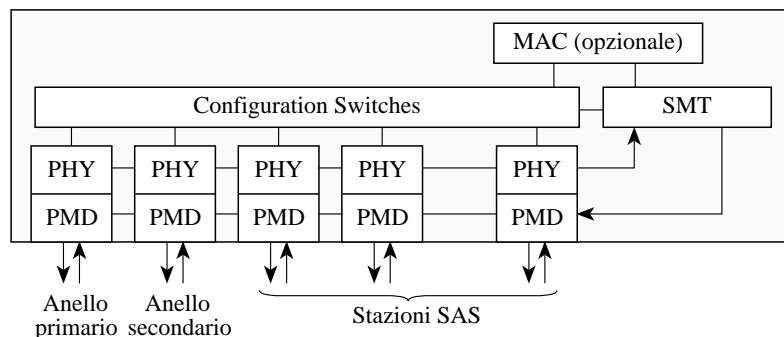 MAC (opzionale)
Configuration Switches
SMT
PHY PHY PHY PHY PHY
PMD PMD PMD PMD PMD
Anello primario
Anello secondario
Stazioni SAS